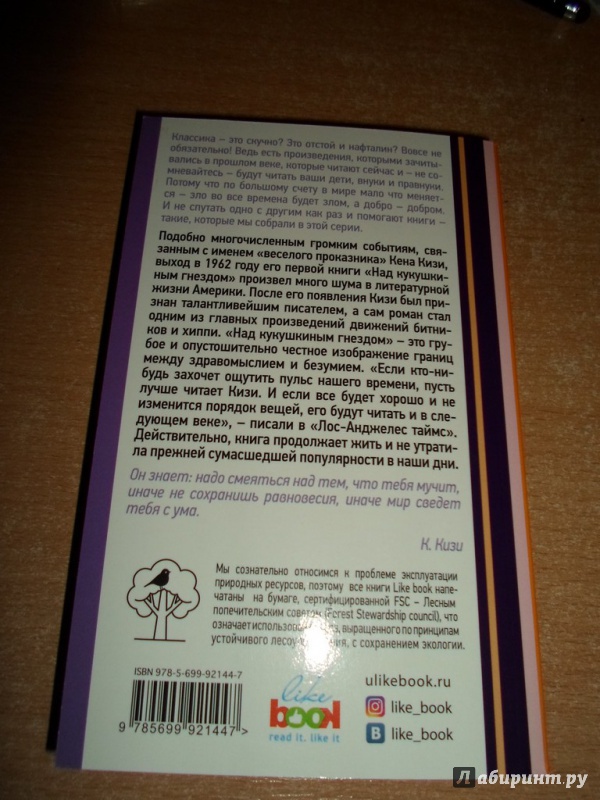 Классика – это скучно? Это отстой и нафталин? Вовсе не
обязательно! Ведь есть произведения, которыми зачиты-
вались в прошлом веке, которые читают сейчас и – не со-
мневайтесь – будут читать ваши дети, внуки и правнуки.
Потому что по большому счету в мире мало что меняет-
ся – зло во все времена будет злом, а добро – добром.
И не спутать одно с другим как раз и помогают книги –
такие, которые мы собрали в этой серии.
Подобно многочисленным громким событиям, свя-
занным с именем «веселого проказника» Кена Кизи,
выход в 1962 году его первой книги «Над кукушки-
ным гнездом» произвел много шума в литературной
жизни Америки. После его появления Кизи был при-
знан талантливейшим писателем, а сам роман стал
одним из главных произведений движений битни-
ков и хиппи. «Над кукушкиным гнездом» – это гру-
бое и опустошительно честное изображение границ
между здравомыслием и безумием. «Если кто-ни-
будь захочет ощутить пульс нашего времени, пусть
лучше читает Кизи. И если все будет хорошо и не
изменится порядок вещей, его будут читать и в сле-
дующем веке», – писали в «Лос-Анджелес таймс».
Действительно, книга продолжает жить и не утрати-
ла прежней сумасшедшей популярности в наши дни.
Он знает: надо смеяться над тем, что тебя мучит,
иначе не сохранишь равновесия, иначе мир сведет
тебя с ума.
К. Кизи
Мы сознательно относимся к проблеме эксплуатации
природных ресурсов, поэтому все книги Like book напе-
чатаны на бумаге, сертифицированной FSC – Лесным
попечительским советом (Forest Stewardship council), что
означает выращенного по принципам
устойчивого с сохранением экологии.
ISBN 978-5-699-92144-7
9 785699 921447 >
like
book
read it. like it
ulikebook.ru
like_book
like_book
Лабиринт.ру